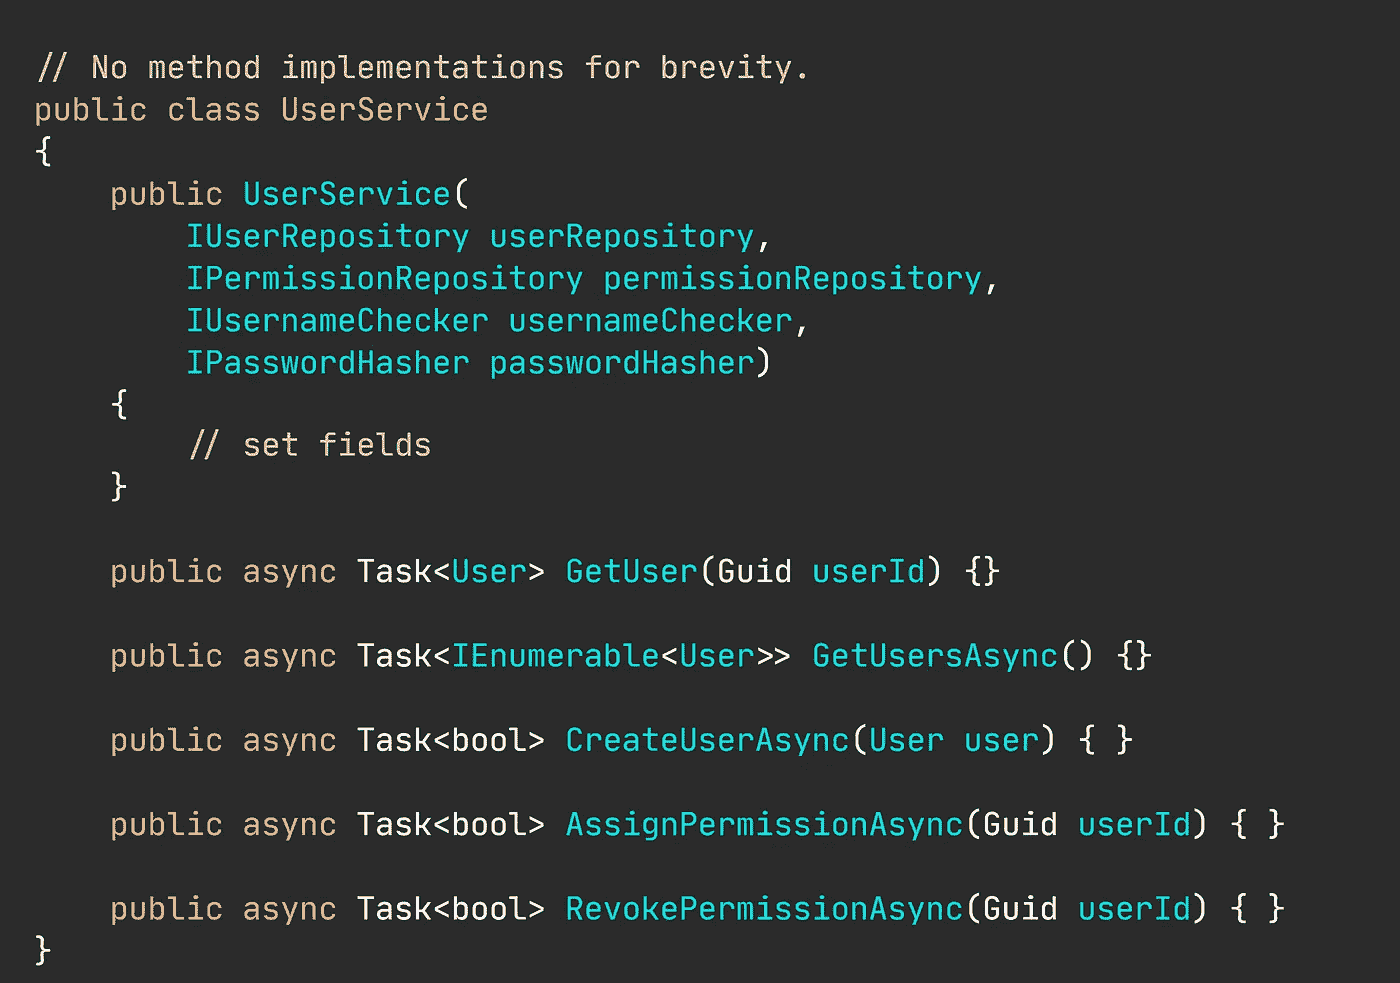 // No method implementations for brevity.
public class UserService
{
    public UserService(
        IUserRepository userRepository,
        IPermissionRepository permissionRepository,
        IUsernameChecker usernameChecker,
        IPasswordHasher passwordHasher)
    {
        // set fields
    }

    public async Task<User> GetUser(Guid userId) {}

    public async Task<IEnumerable<User>> GetUsersAsync() {}

    public async Task<bool> CreateUserAsync(User user) { }

    public async Task<bool> AssignPermissionAsync(Guid userId) { }

    public async Task<bool> RevokePermissionAsync(Guid userId) { }
}